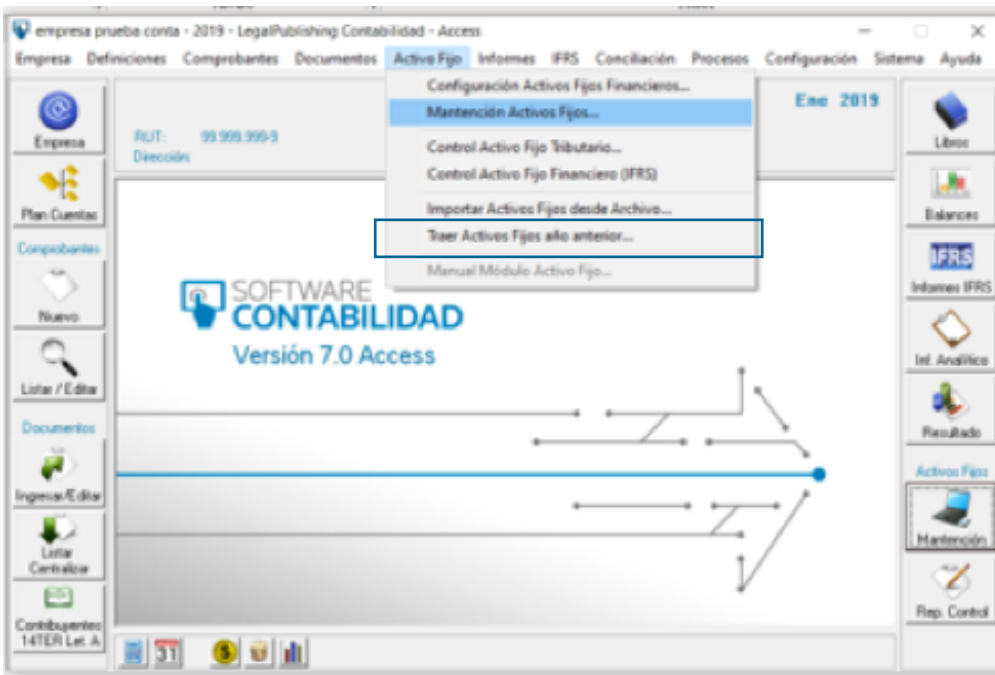 empresa prueba conta - 2019 - LegalPublishing Contabilidad - Access
Empresa Definiciones Comprobantes Documentos Activo Fijo Informes IFRS Conciliación Procesos Configuración Sistema Ayuda
Configuración Activos Fijos Financieros...
Mantención Activos Fijos...
Control Activo Fijo Tributario...
Control Activo Fijo Financiero (IFRS)
Importar Activos Fijos desde Archivo...
Traer Activos Fijos año anterior...
Manual Módulo Activo Fijo...
Ene 2019
RUT: 99.999.999-9
Dirección:
Empresa
Plan Cuentas
Comprobantes
Nuevo
Listar / Editar
Documentos
Ingresar/Editar
Listar
Centralizar
Contribuyentes
14TER Let. A
SOFTWARE
CONTABILIDAD
Versión 7.0 Access
Libros
Balances
IFRS
Informes IFRS
Inf. Analítico
Resultado
Activos Fijos
Mantención
Rep. Control
31
$